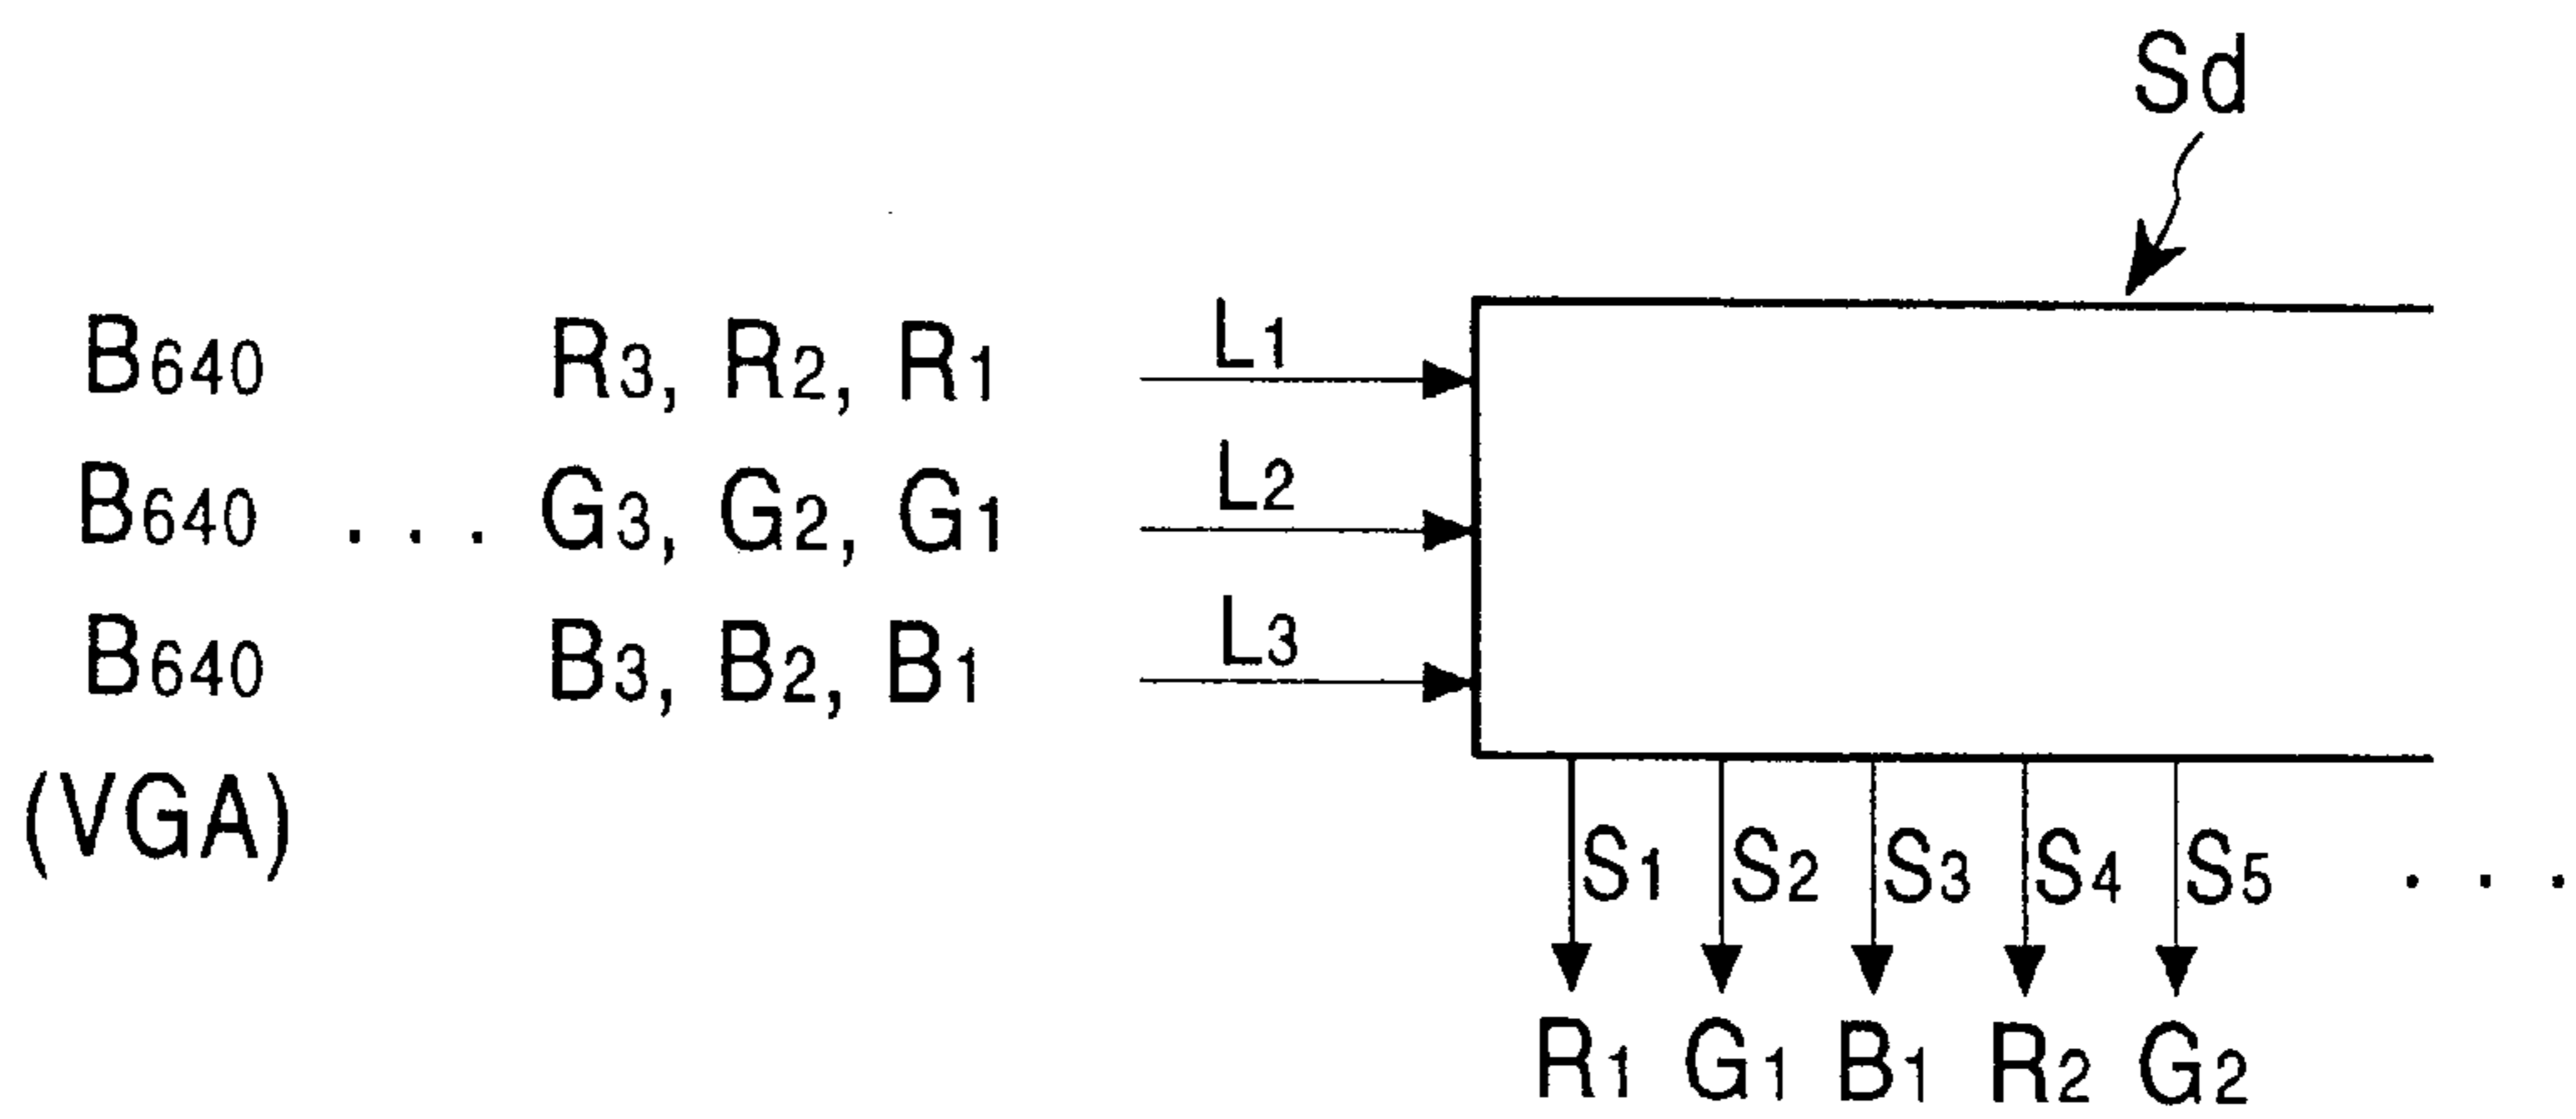 Sd
B640 R3, R2, R1 L1
B640 . . . G3, G2, G1 L2
B640 B3, B2, B1 L3
(VGA)
S1 S2 S3 S4 S5 . . .
R1 G1 B1 R2 G2